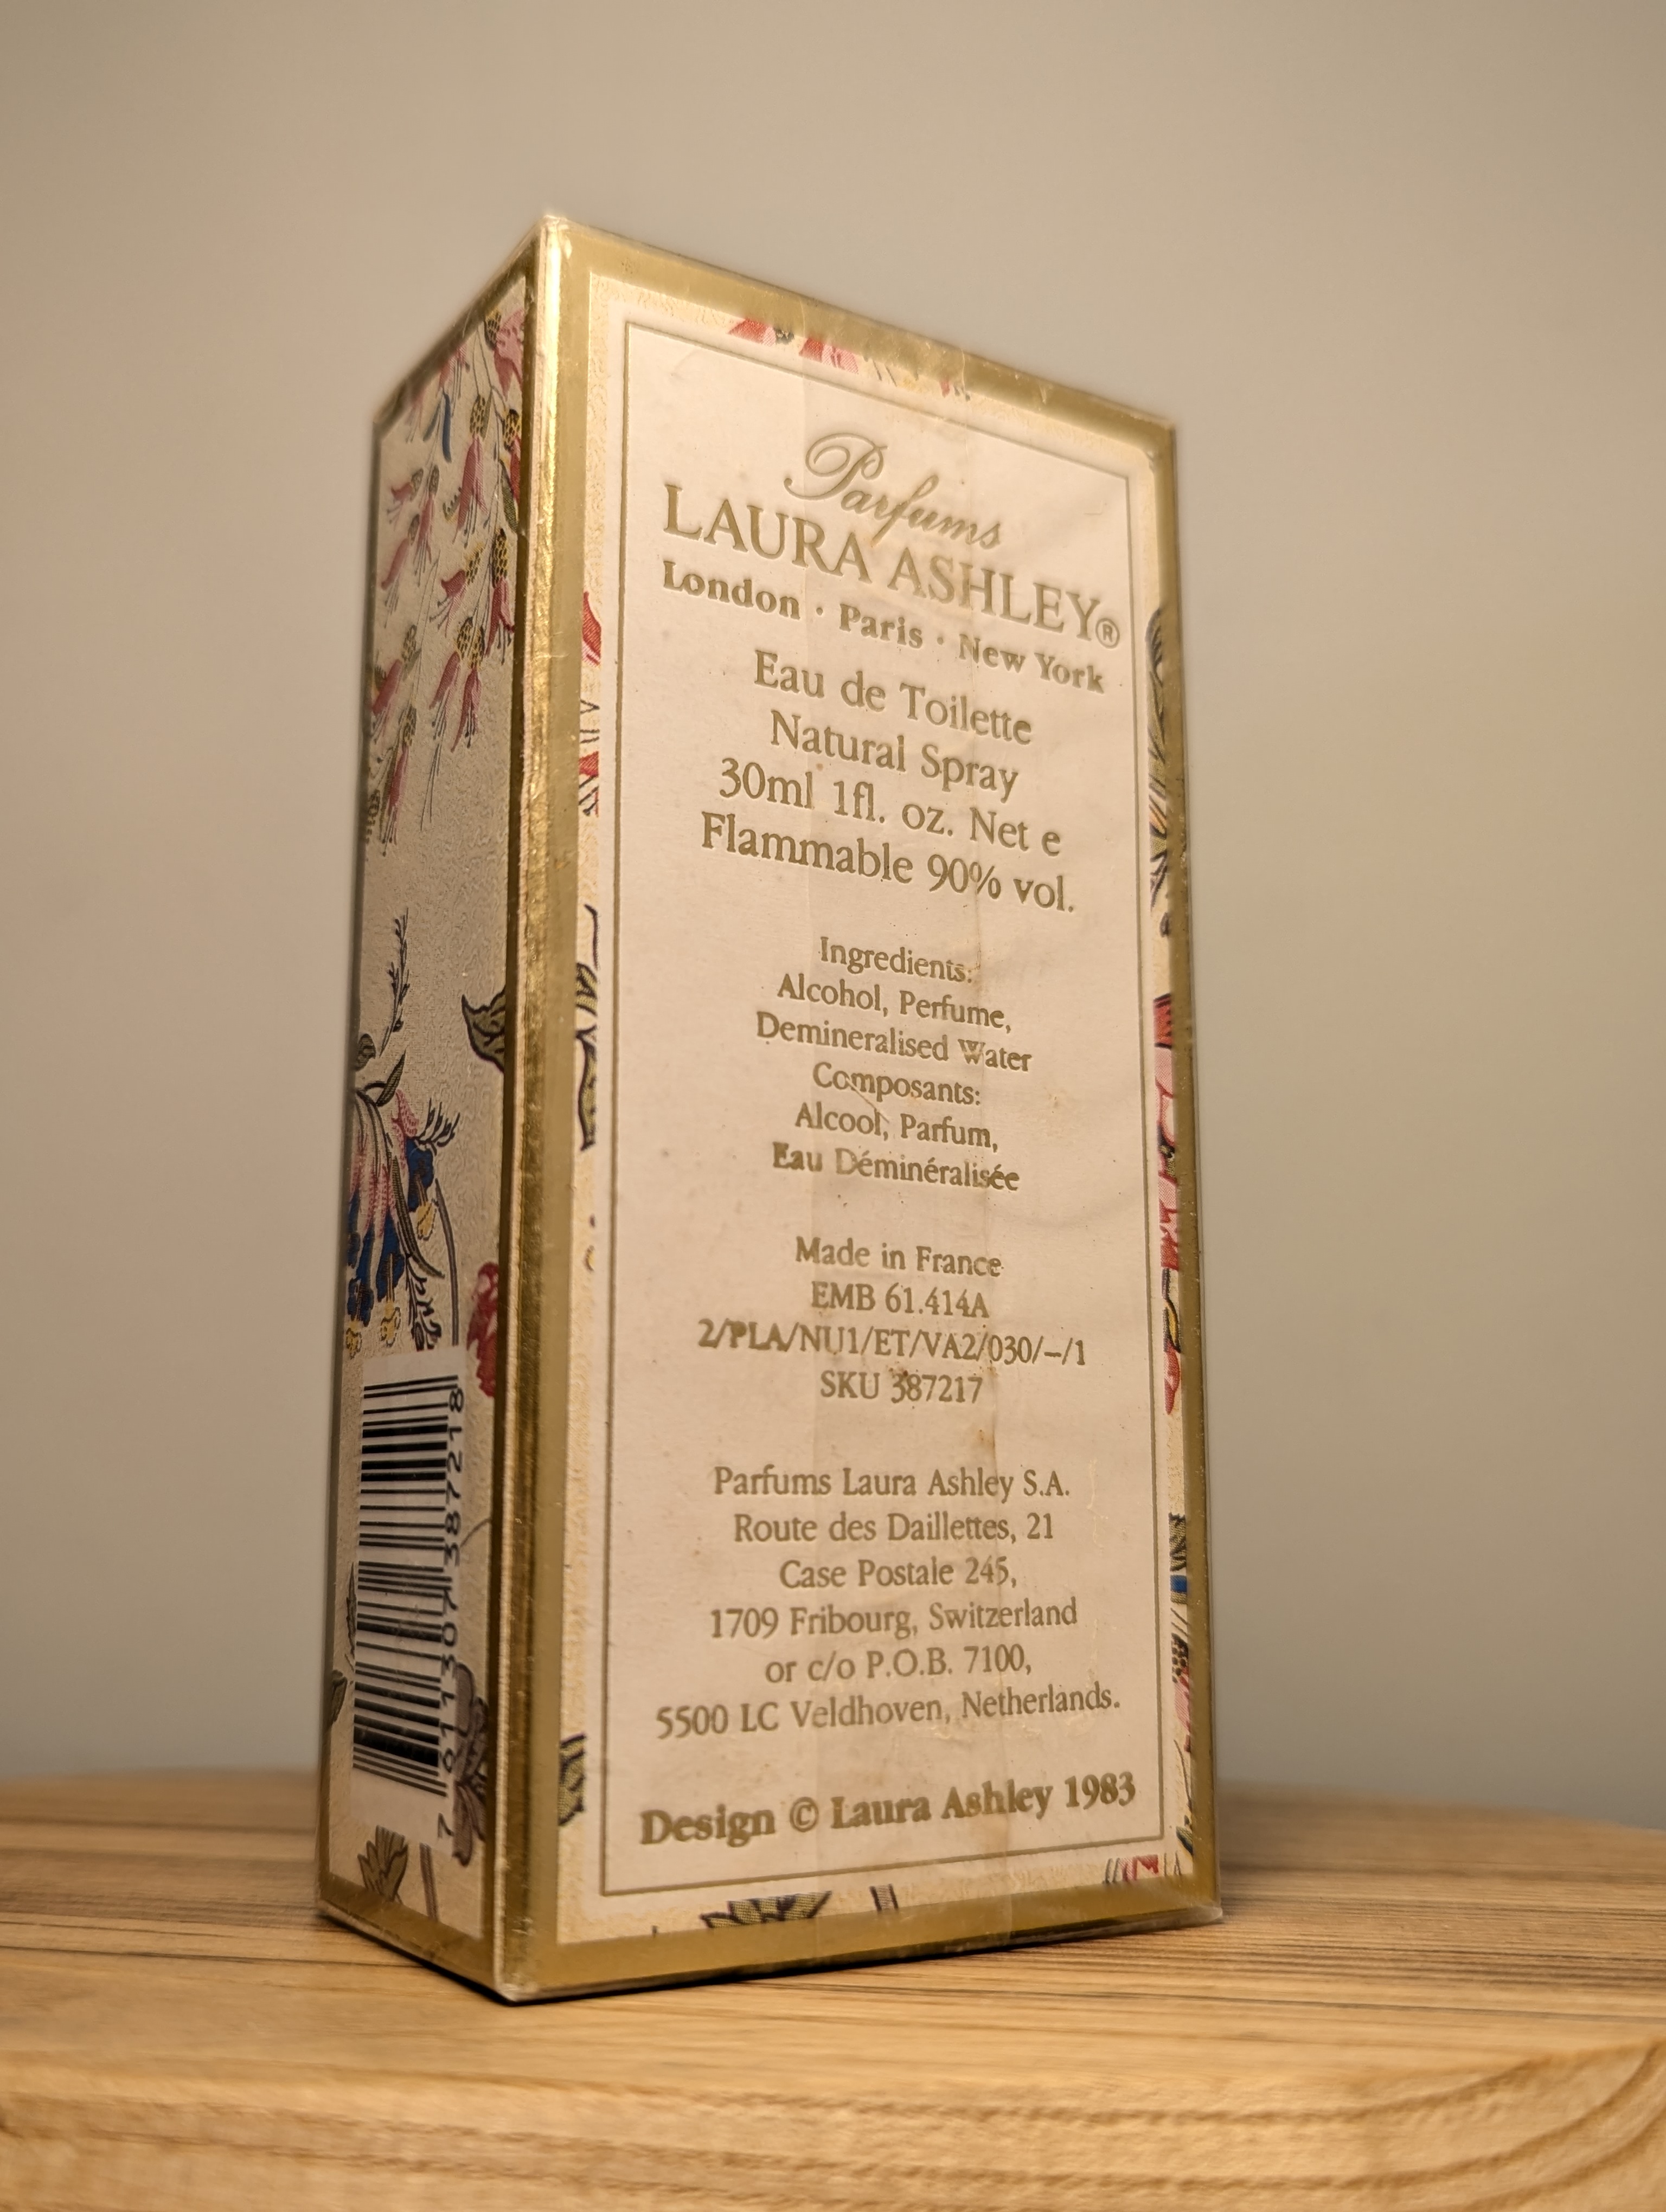 Parfums
LAURA ASHLEY®
London · Paris · New York
Eau de Toilette
Natural Spray
30ml 1fl. oz. Net e
Flammable 90% vol.
Ingredients:
Alcohol, Perfume,
Demineralised Water
Composants:
Alcool, Parfum,
Eau Déminéralisée
Made in France
EMB 61.414A
2/PLA/NU1/ET/VA2/030/–/1
SKU 387217
Parfums Laura Ashley S.A.
Route des Daillettes, 21
Case Postale 245,
1709 Fribourg, Switzerland
or c/o P.O.B. 7100,
5500 LC Veldhoven, Netherlands.
Design © Laura Ashley 1983
7 611307 387218